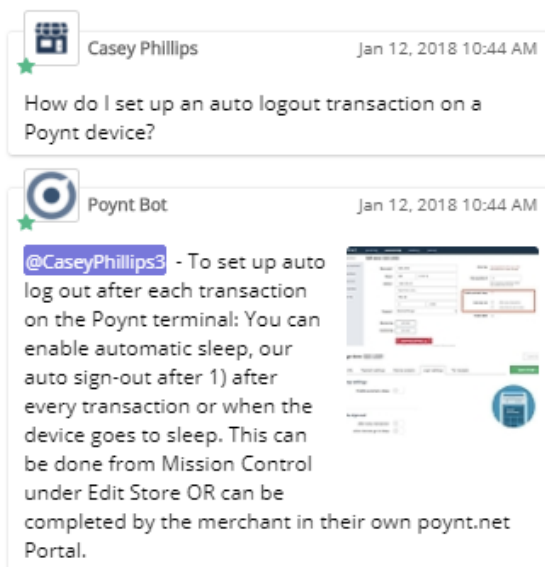 Casey Phillips
Jan 12, 2018 10:44 AM
How do I set up an auto logout transaction on a
Poynt device?
Poynt Bot
Jan 12, 2018 10:44 AM
@CaseyPhillips3 - To set up auto
log out after each transaction
on the Poynt terminal: You can
enable automatic sleep, our
auto sign-out after 1) after
every transaction or when the
device goes to sleep. This can
be done from Mission Control
under Edit Store OR can be
completed by the merchant in their own poynt.net
Portal.